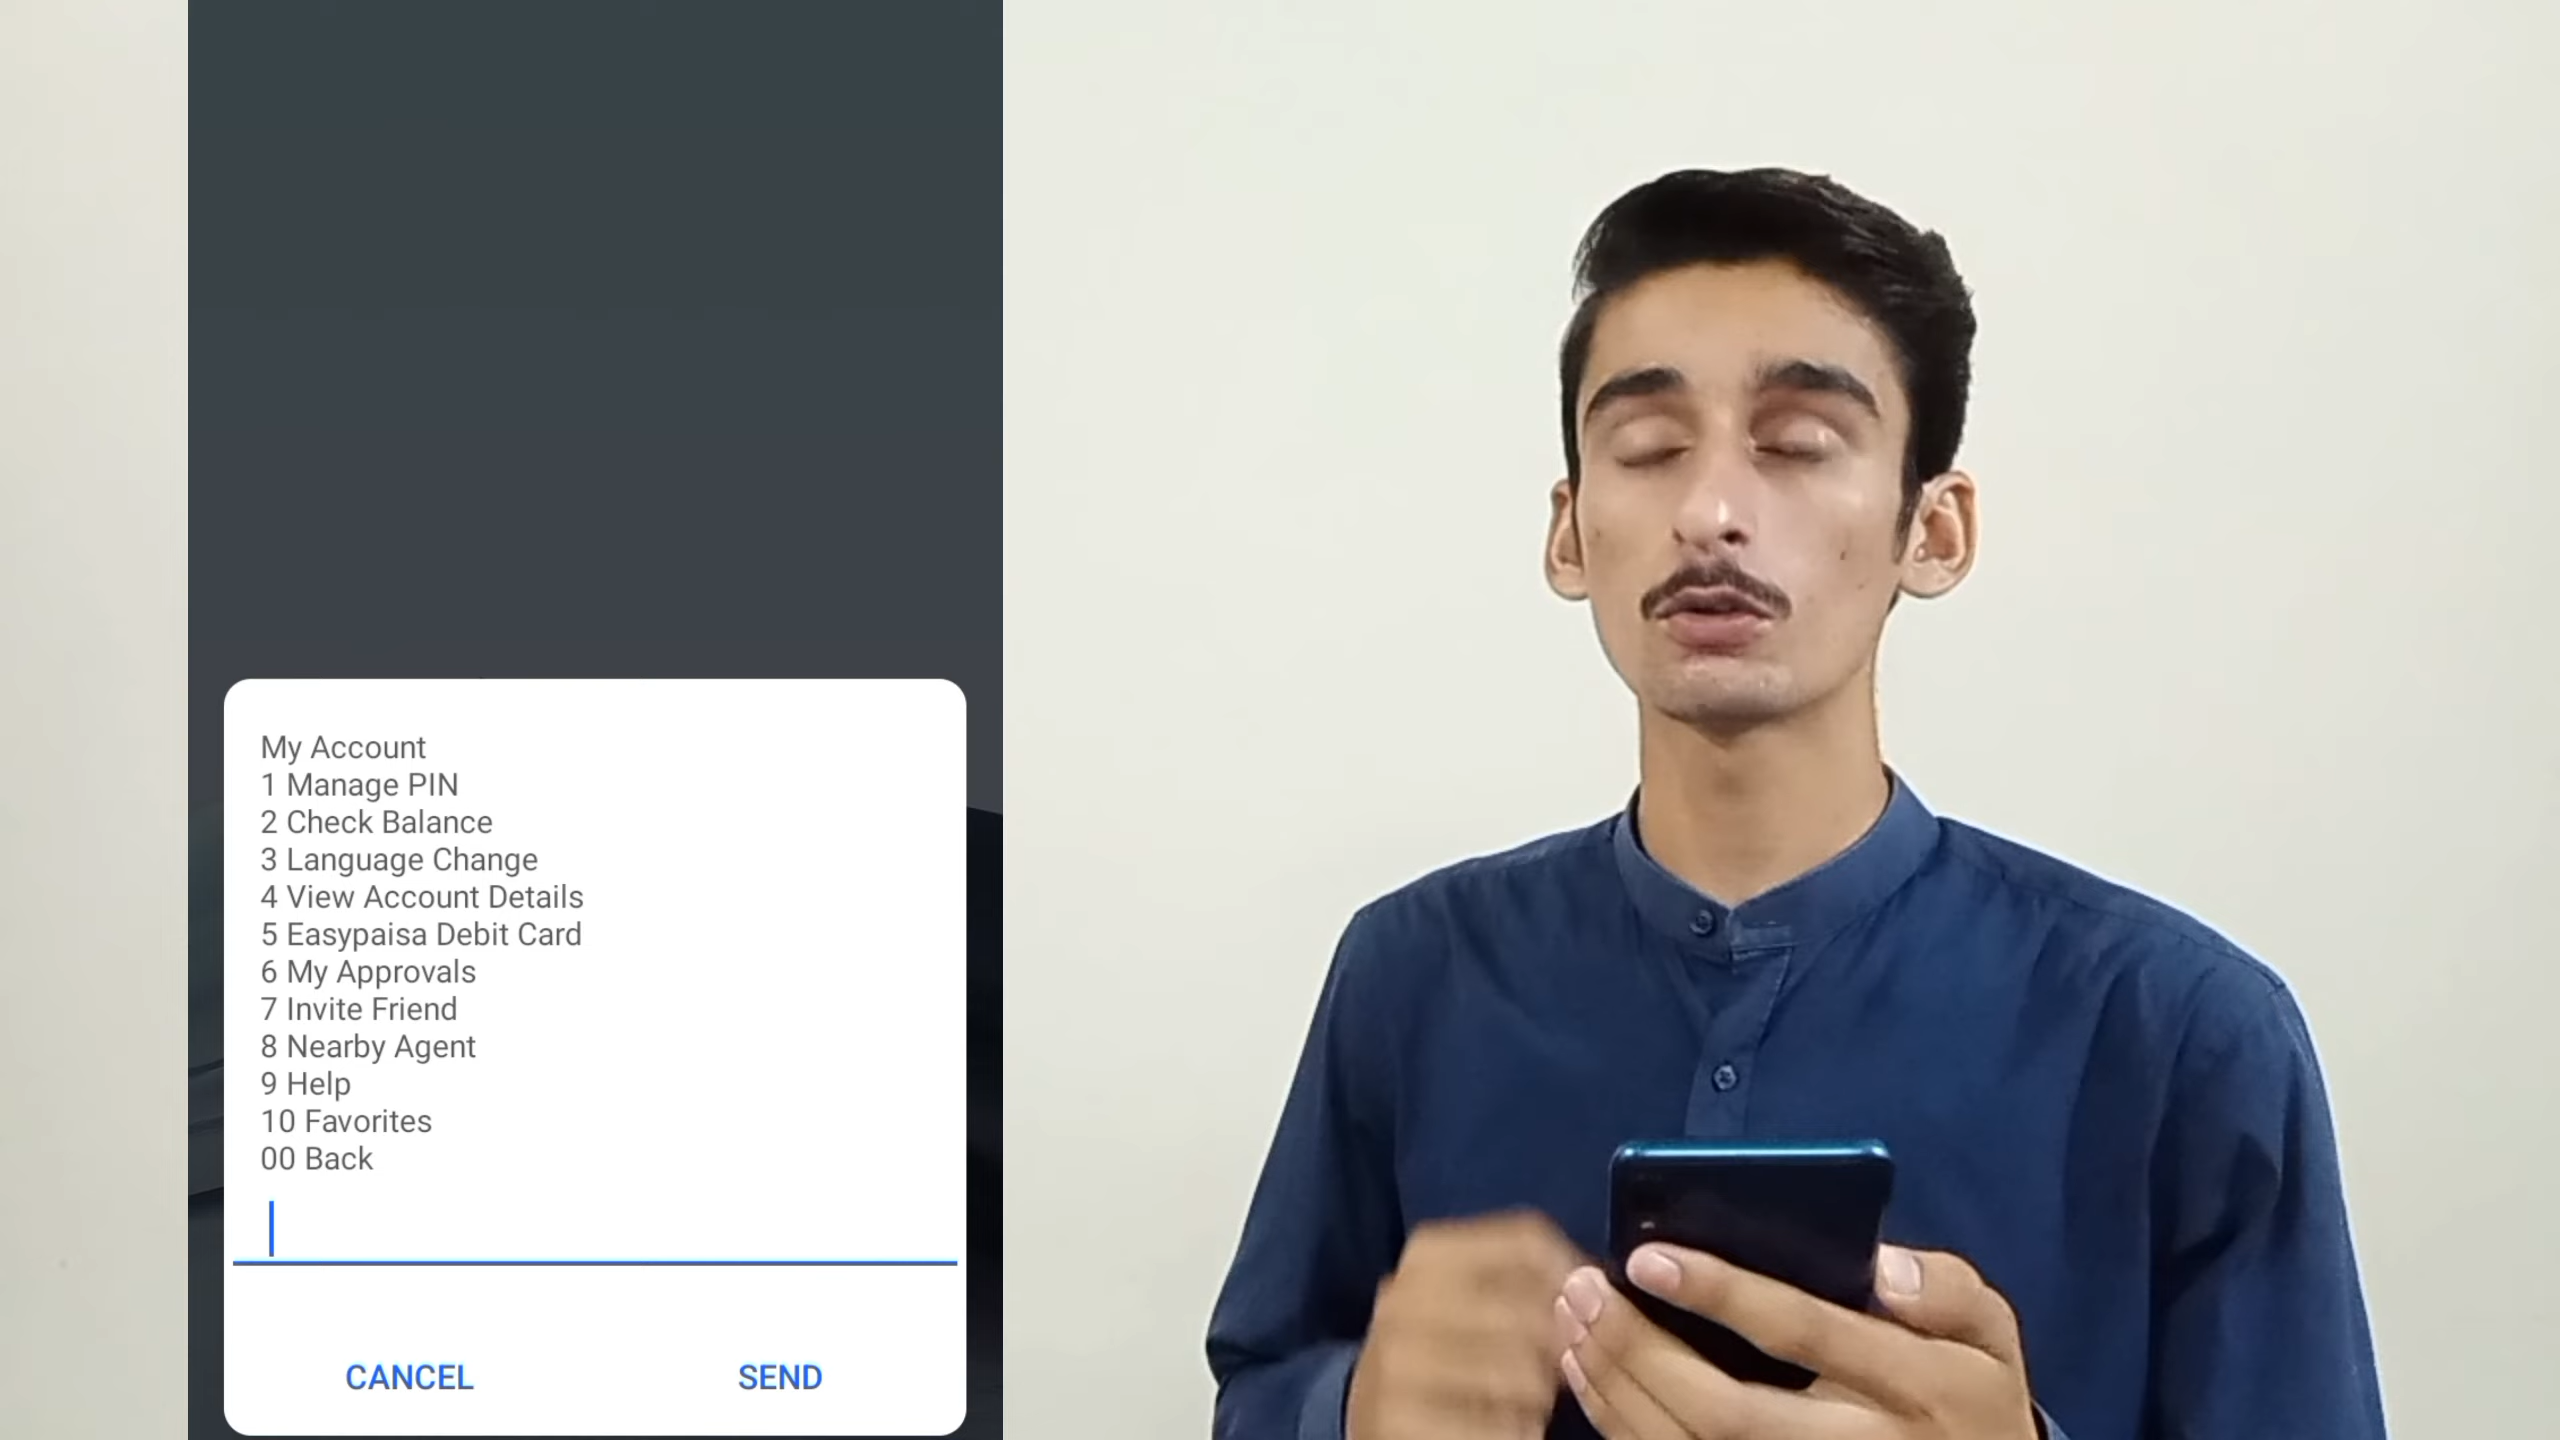 My Account
1 Manage PIN
2 Check Balance
3 Language Change
4 View Account Details
5 Easypaisa Debit Card
6 My Approvals
7 Invite Friend
8 Nearby Agent
9 Help
10 Favorites
00 Back
CANCEL SEND